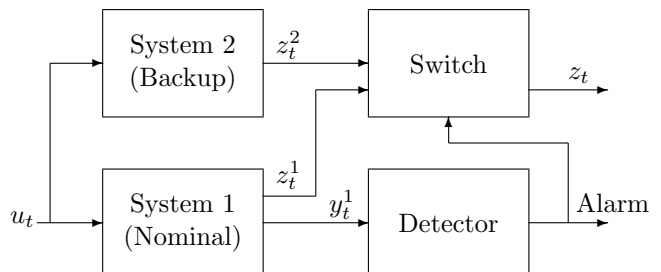 System 2
(Backup)
z_t^2
Switch
z_t
z_t^1
u_t
System 1
(Nominal)
y_t^1
Detector
Alarm